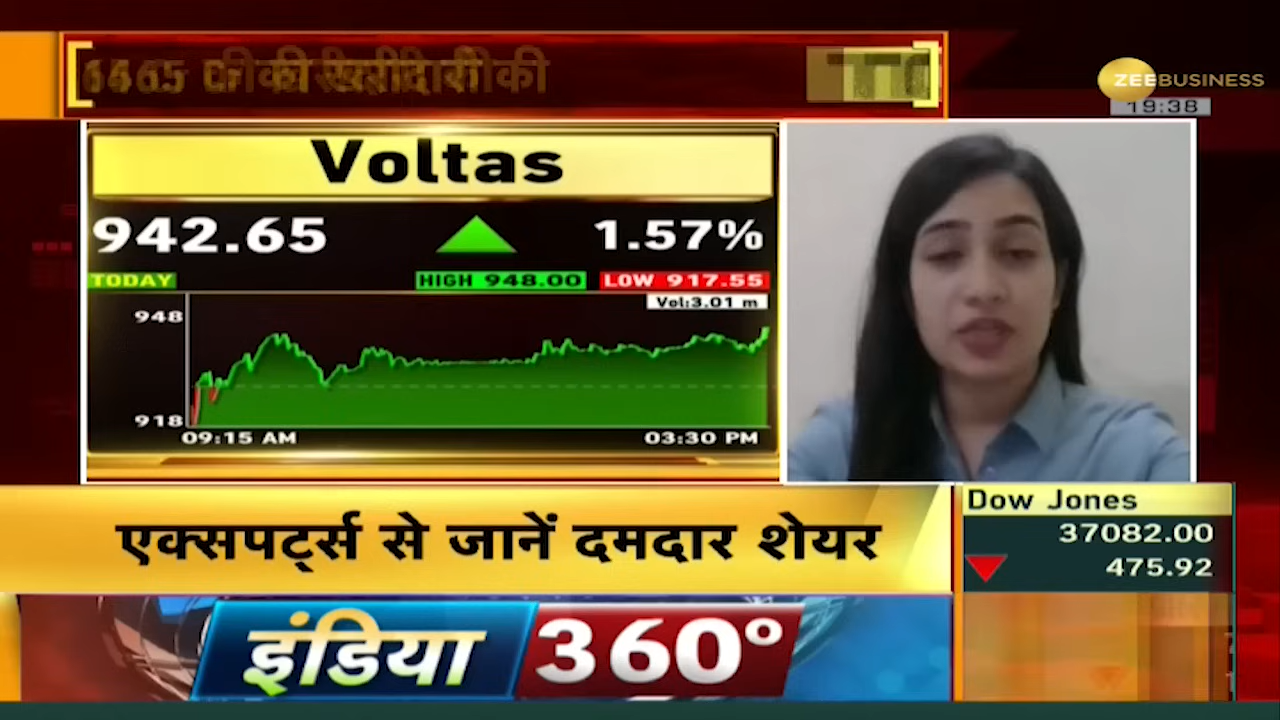 ZEEBUSINESS
19:38
Voltas
942.65 1.57%
TODAY HIGH 948.00 LOW 917.55
Vol:3.01 m
948
918
09:15 AM 03:30 PM
एक्सपर्ट्स से जानें दमदार शेयर
Dow Jones
37082.00
475.92
इंडिया 360°